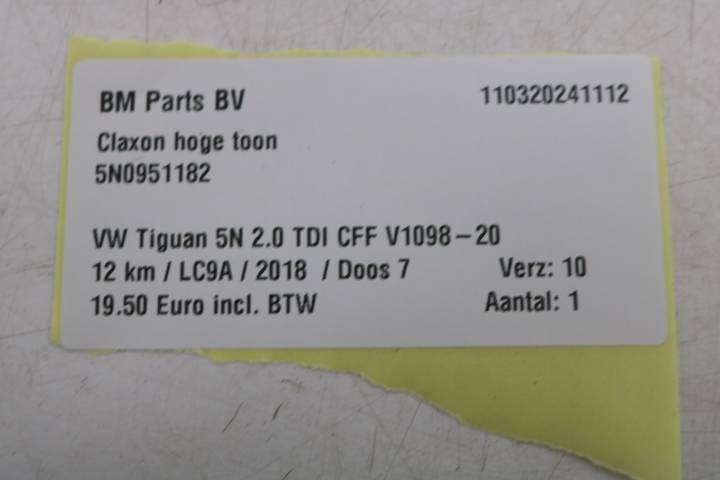 BM Parts BV 110320241112
Claxon hoge toon
5N0951182
VW Tiguan 5N 2.0 TDI CFF V1098-20
12 km / LC9A / 2018 / Doos 7 Verz: 10
19.50 Euro incl. BTW Aantal: 1